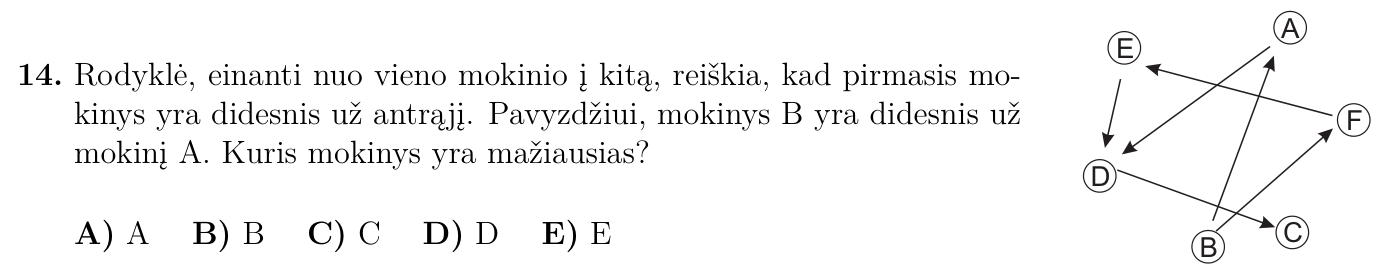 14. Rodyklė, einanti nuo vieno mokinio į kitą, reiškia, kad pirmasis mo-
kinys yra didesnis už antrąjį. Pavyzdžiui, mokinys B yra didesnis už
mokinį A. Kuris mokinys yra mažiausias?
A) A B) B C) C D) D E) E
A
E
F
D
C
B